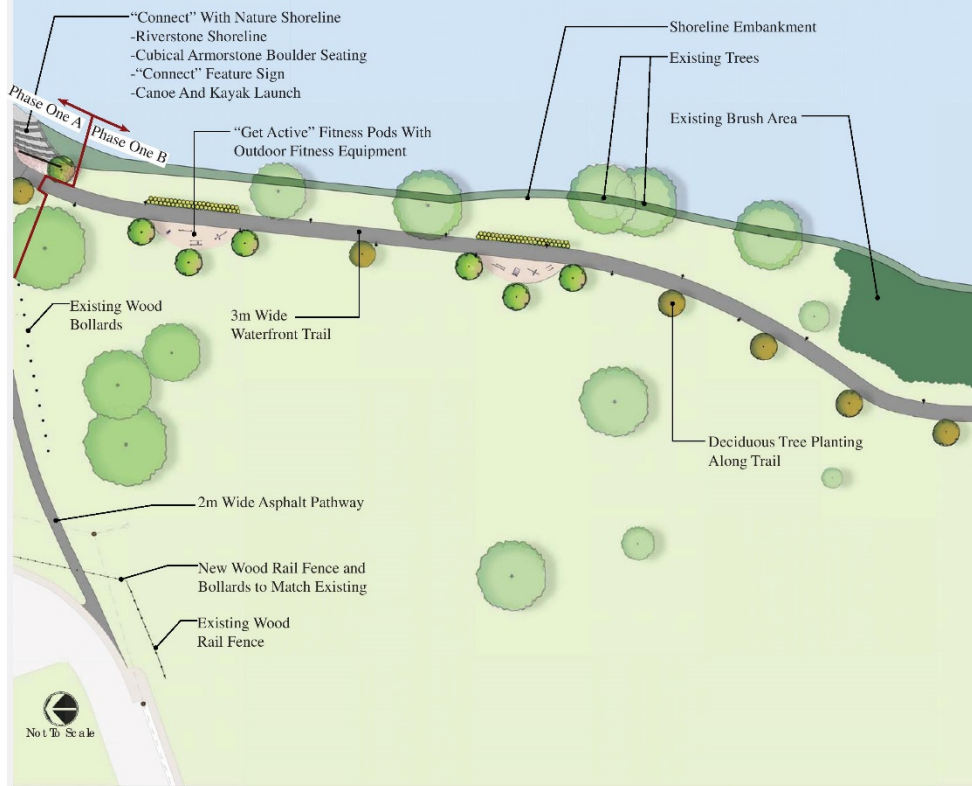 “Connect” With Nature Shoreline
-Riverstone Shoreline
-Cubical Armorstone Boulder Seating
-“Connect” Feature Sign
-Canoe And Kayak Launch
Phase One A
Phase One B
“Get Active” Fitness Pods With
Outdoor Fitness Equipment
Shoreline Embankment
Existing Trees
Existing Brush Area
Existing Wood
Bollards
3m Wide
Waterfront Trail
Deciduous Tree Planting
Along Trail
2m Wide Asphalt Pathway
New Wood Rail Fence and
Bollards to Match Existing
Existing Wood
Rail Fence
Not To Scale